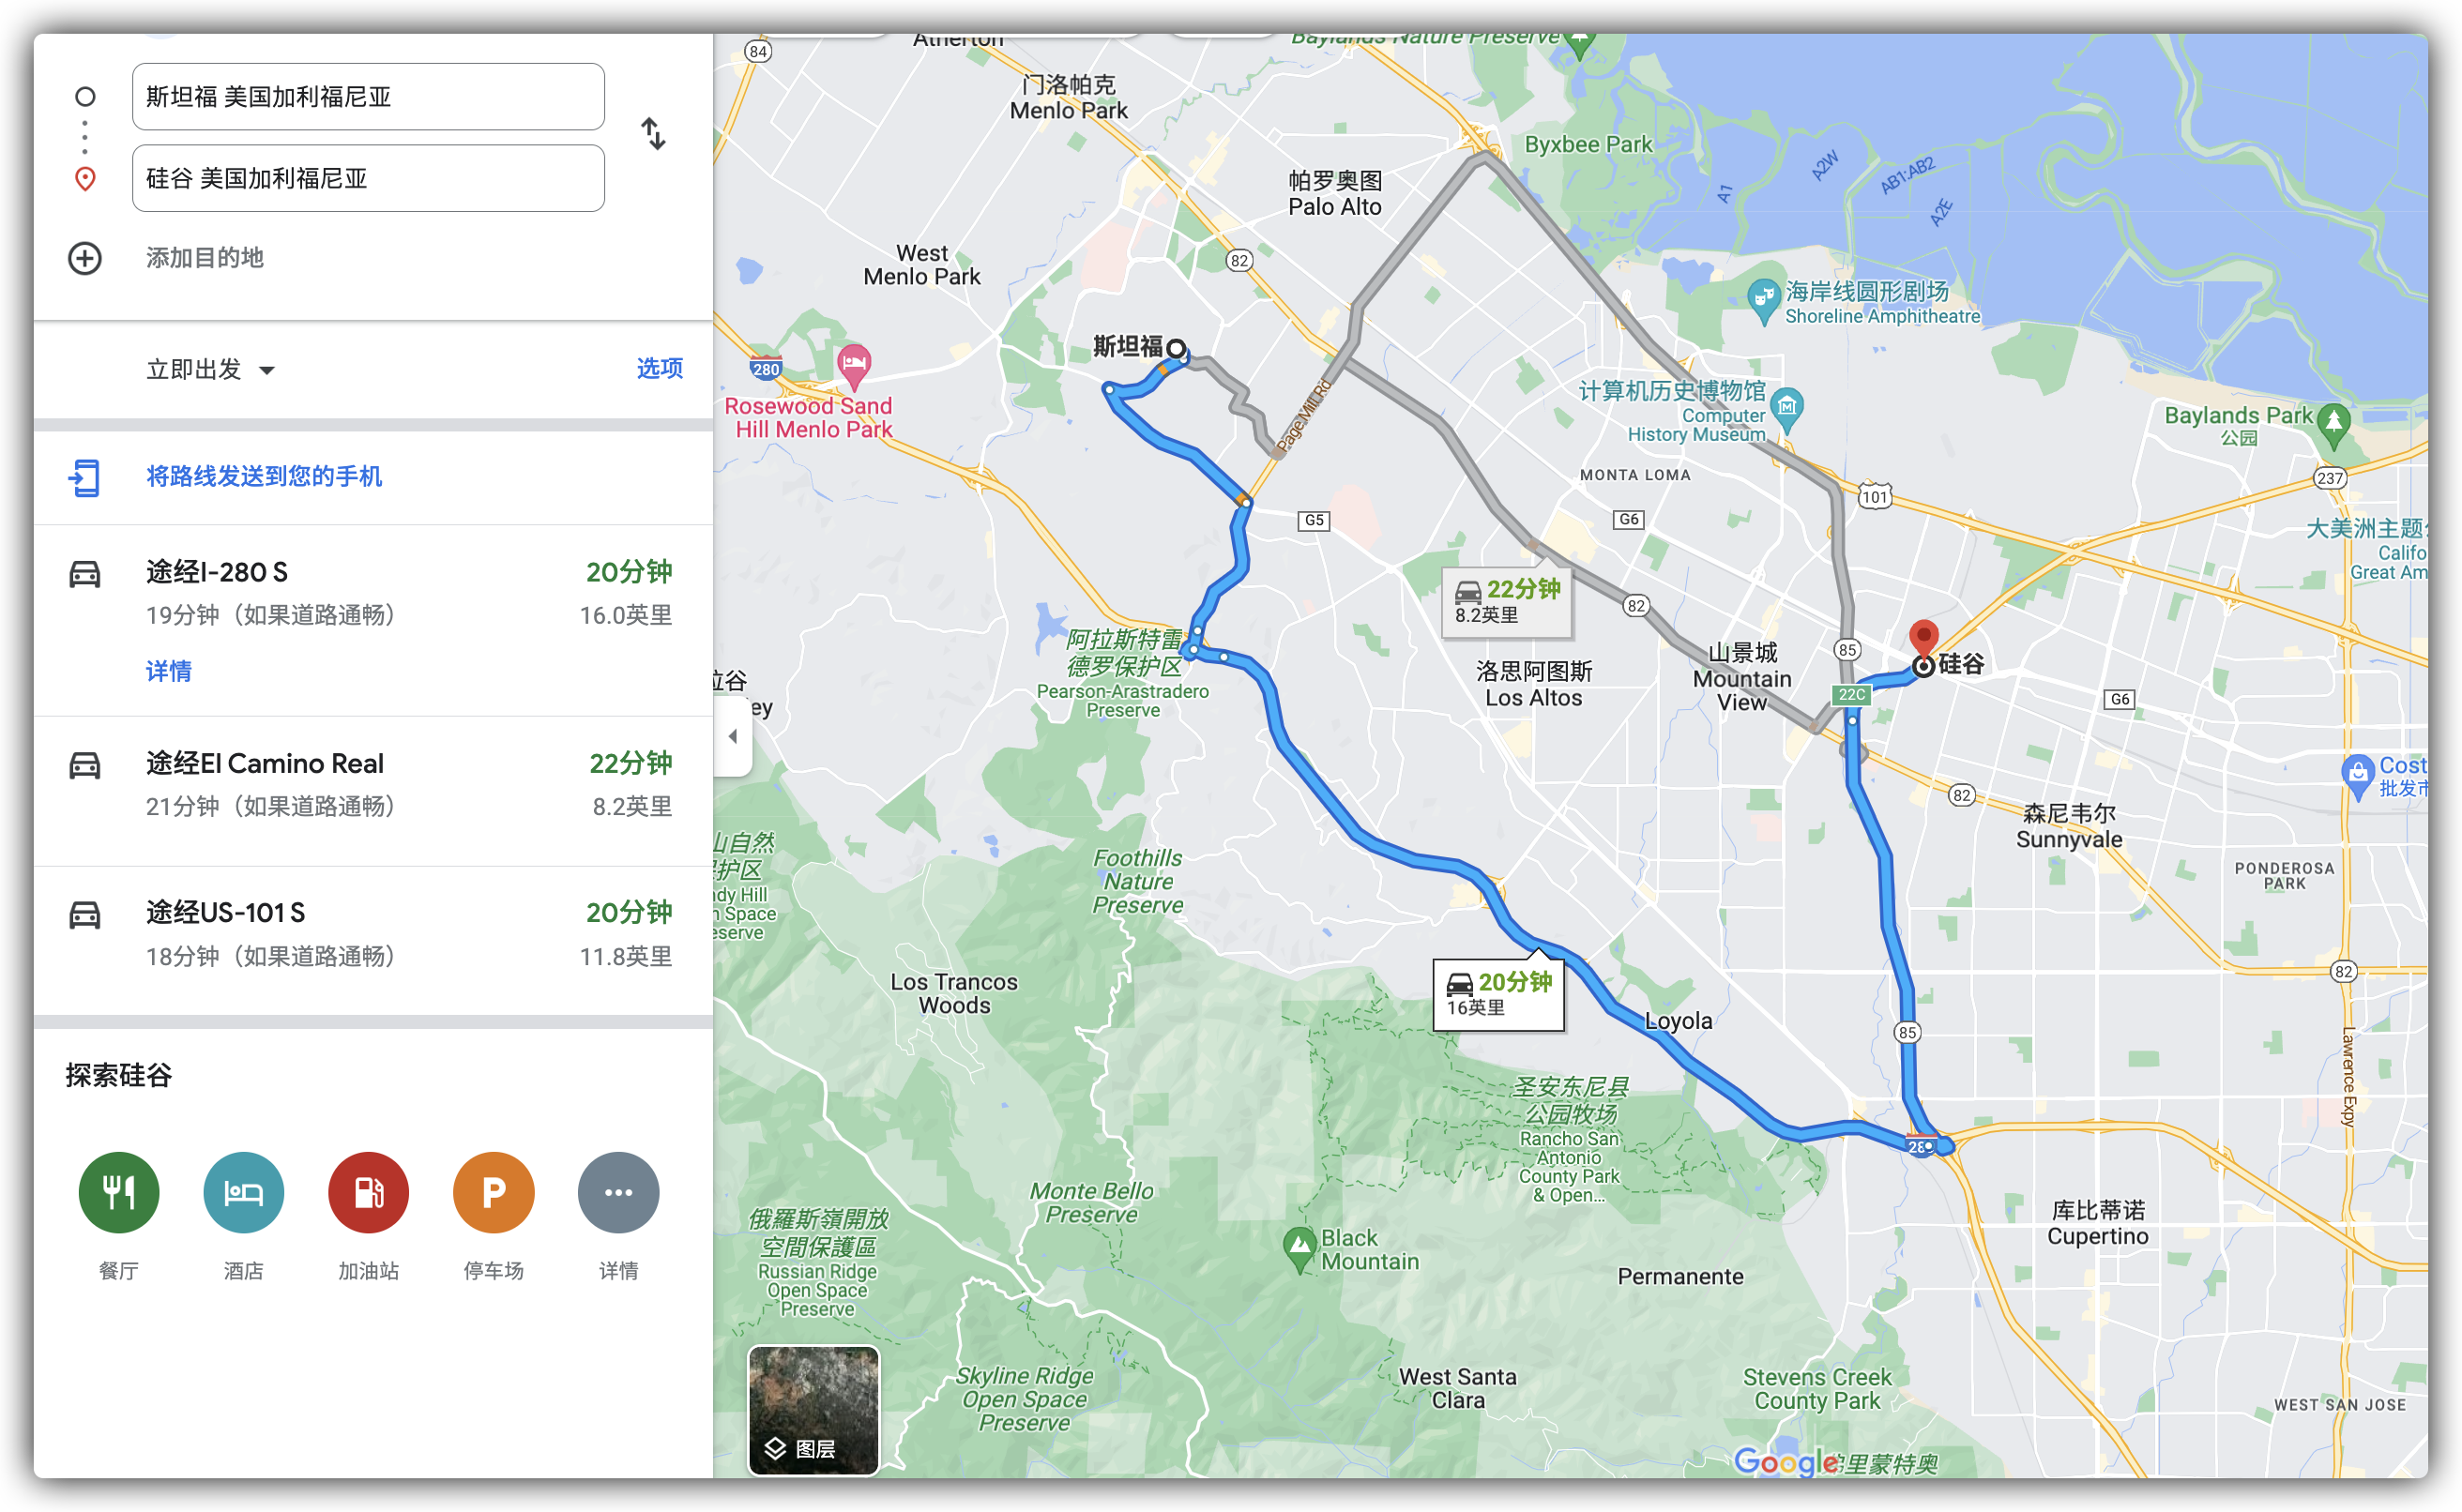 斯坦福 美国加利福尼亚
硅谷 美国加利福尼亚
添加目的地
立即出发
选项
将路线发送到您的手机
途经I-280 S
20分钟
19分钟（如果道路通畅）
16.0英里
详情
途经El Camino Real
22分钟
21分钟（如果道路通畅）
8.2英里
途经US-101 S
20分钟
18分钟（如果道路通畅）
11.8英里
探索硅谷
餐厅
酒店
加油站
停车场
详情
84
Atherton
Baylands Nature Preserve
门洛帕克
Menlo Park
Byxbee Park
A1
A2W
AB1:AB2
A2E
帕罗奥图
Palo Alto
West
Menlo Park
82
海岸线圆形剧场
Shoreline Amphitheatre
斯坦福
280
Rosewood Sand
Hill Menlo Park
Page Mill Rd
计算机历史博物馆
Computer
History Museum
Baylands Park
公园
MONTA LOMA
101
237
G5
G6
大美洲主题
Califo
Great Am
22分钟
8.2英里
82
阿拉斯特雷
德罗保护区
Pearson-Arastradero
Preserve
拉谷
ey
洛思阿图斯
Los Altos
山景城
Mountain
View
85
硅谷
22C
G6
Cost
批发市
82
森尼韦尔
Sunnyvale
山自然
护区
ndy Hill
n Space
eserve
Foothills
Nature
Preserve
PONDEROSA
PARK
Los Trancos
Woods
20分钟
16英里
Loyola
82
85
Lawrence Expy
圣安东尼县
公园牧场
Rancho San
Antonio
County Park
& Open...
280
Monte Bello
Preserve
俄羅斯嶺開放
空間保護區
Russian Ridge
Open Space
Preserve
Black
Mountain
库比蒂诺
Cupertino
Permanente
Skyline Ridge
Open Space
Preserve
West Santa
Clara
Stevens Creek
County Park
WEST SAN JOSE
图层
Google
里蒙特奥